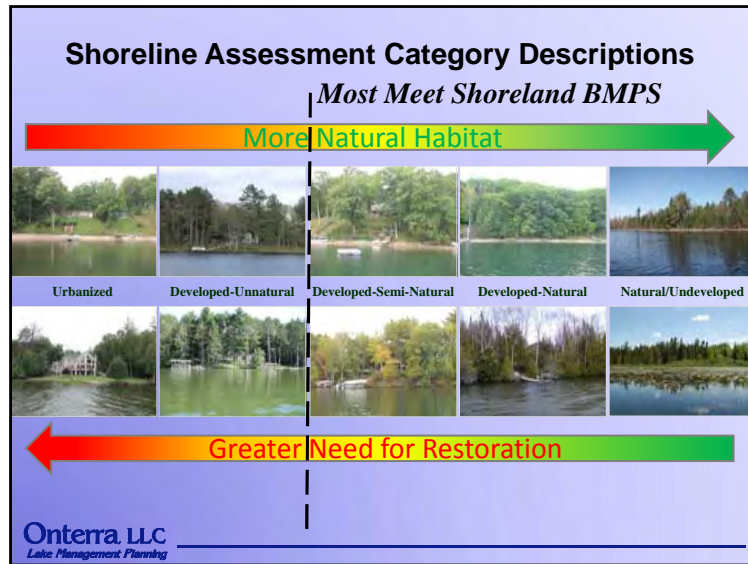 Shoreline Assessment Category Descriptions
Most Meet Shoreland BMPS
More Natural Habitat
Urbanized
Developed-Unnatural
Developed-Semi-Natural
Developed-Natural
Natural/Undeveloped
Greater Need for Restoration
Onterra, LLC
Lake Management Planning